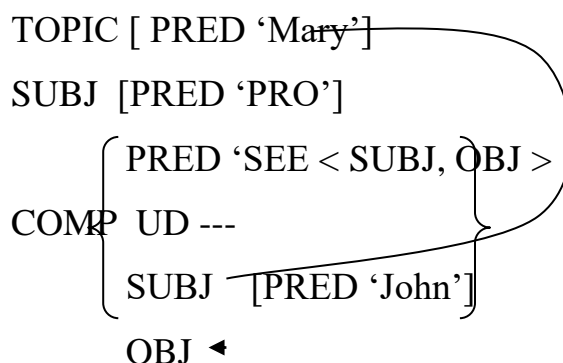 TOPIC [ PRED ‘Mary’]
SUBJ [PRED ‘PRO’]
PRED ‘SEE < SUBJ, OBJ >
COMP UD ---
SUBJ [PRED ‘John’]
OBJ